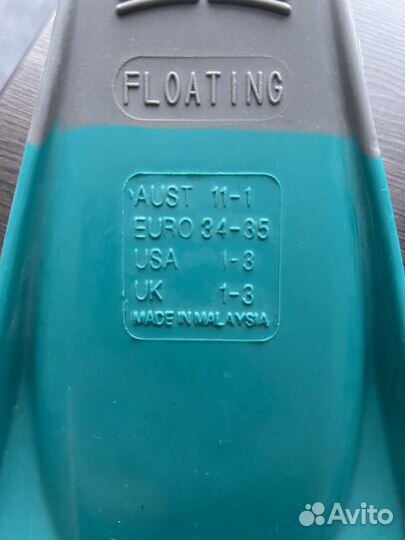 FLOATING
AUST 11-1
EURO 34-35
USA 1-3
UK 1-3
MADE IN MALAYSIA
Avito